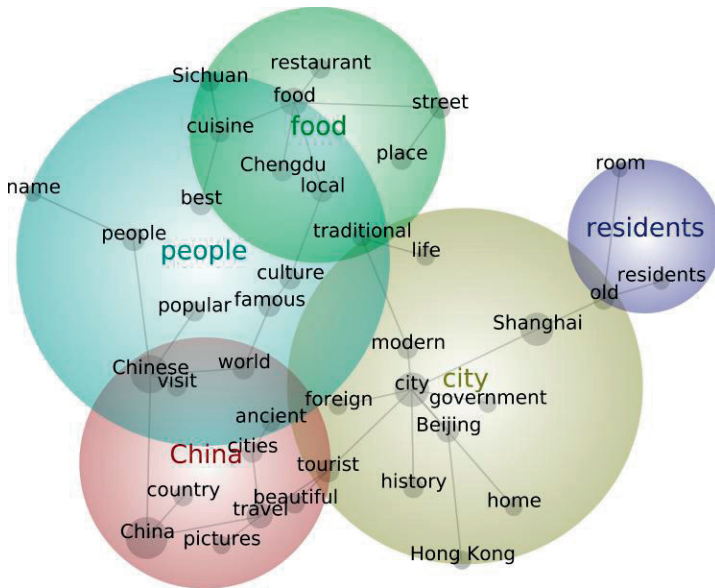 restaurant
Sichuan
food
street
cuisine
food
place
Chengdu
local
room
name
best
people
traditional
residents
people
life
culture
residents
popular
famous
old
Shanghai
modern
Chinese
world
visit
city
city
foreign
government
ancient
Beijing
China
cities
tourist
history
country
beautiful
home
travel
China
pictures
Hong Kong